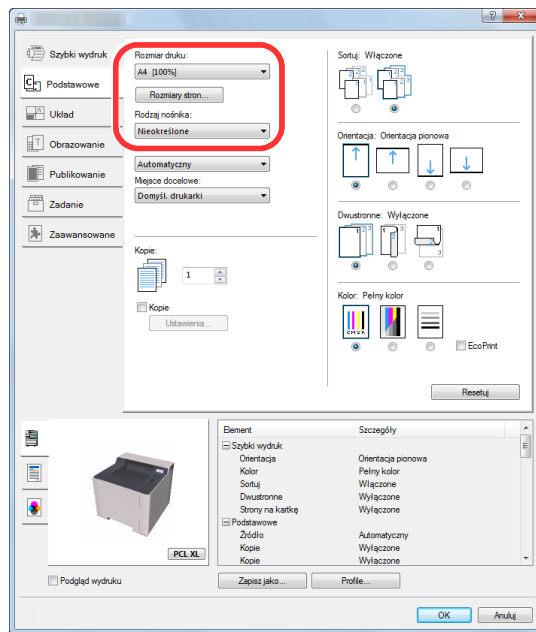 Szybki wydruk
Podstawowe
Układ
Obrazowanie
Publikowanie
Zadanie
Zaawansowane
Rozmiar druku:
A4 [100%]
Rozmiary stron...
Rodzaj nośnika:
Nieokreślone
Automatyczny
Miejsce docelowe:
Domyśl. drukarki
Kopie:
1
Kopie
Ustawienia...
Sortuj: Włączone
Orientacja: Orientacja pionowa
Dwustronne: Wyłączone
Kolor: Pełny kolor
CMYK
EcoPrint
Resetuj
PCL XL
Podgląd wydruku
Element Szczegóły
Szybki wydruk
Orientacja Orientacja pionowa
Kolor Pełny kolor
Sortuj Włączone
Dwustronne Wyłączone
Strony na kartkę Wyłączone
Podstawowe
Źródło Automatyczny
Kopie Wyłączone
Kopie Wyłączone
Zapisz jako... Profile...
OK Anuluj